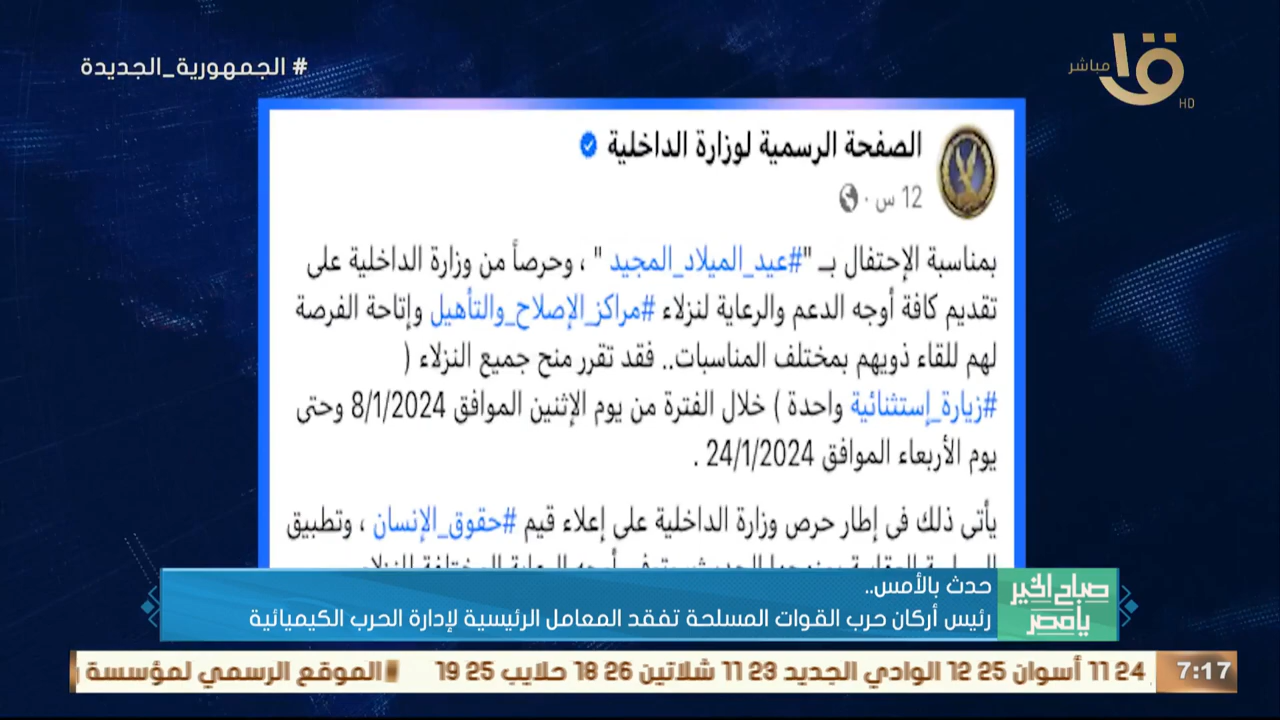 # الجمهورية_الجديدة
مباشر
HD
الصفحة الرسمية لوزارة الداخلية
12 س ·
بمناسبة الإحتفال بـ "#عيد_الميلاد_المجيد " ، وحرصاً من وزارة الداخلية على
تقديم كافة أوجه الدعم والرعاية لنزلاء #مراكز_الإصلاح_والتأهيل وإتاحة الفرصة
لهم للقاء ذويهم بمختلف المناسبات.. فقد تقرر منح جميع النزلاء (
#زيارة_إستثنائية واحدة ) خلال الفترة من يوم الإثنين الموافق 8/1/2024 وحتى
يوم الأربعاء الموافق 24/1/2024 .
يأتى ذلك فى إطار حرص وزارة الداخلية على إعلاء قيم #حقوق_الإنسان ، وتطبيق
صباح الخير
يا مصر
حدث بالأمس..
رئيس أركان حرب القوات المسلحة تفقد المعامل الرئيسية لإدارة الحرب الكيميائية
7:17
24 11 أسوان 25 12 الوادي الجديد 23 11 شلاتين 26 18 حلايب 25 19 الموقع الرسمي لمؤسسة